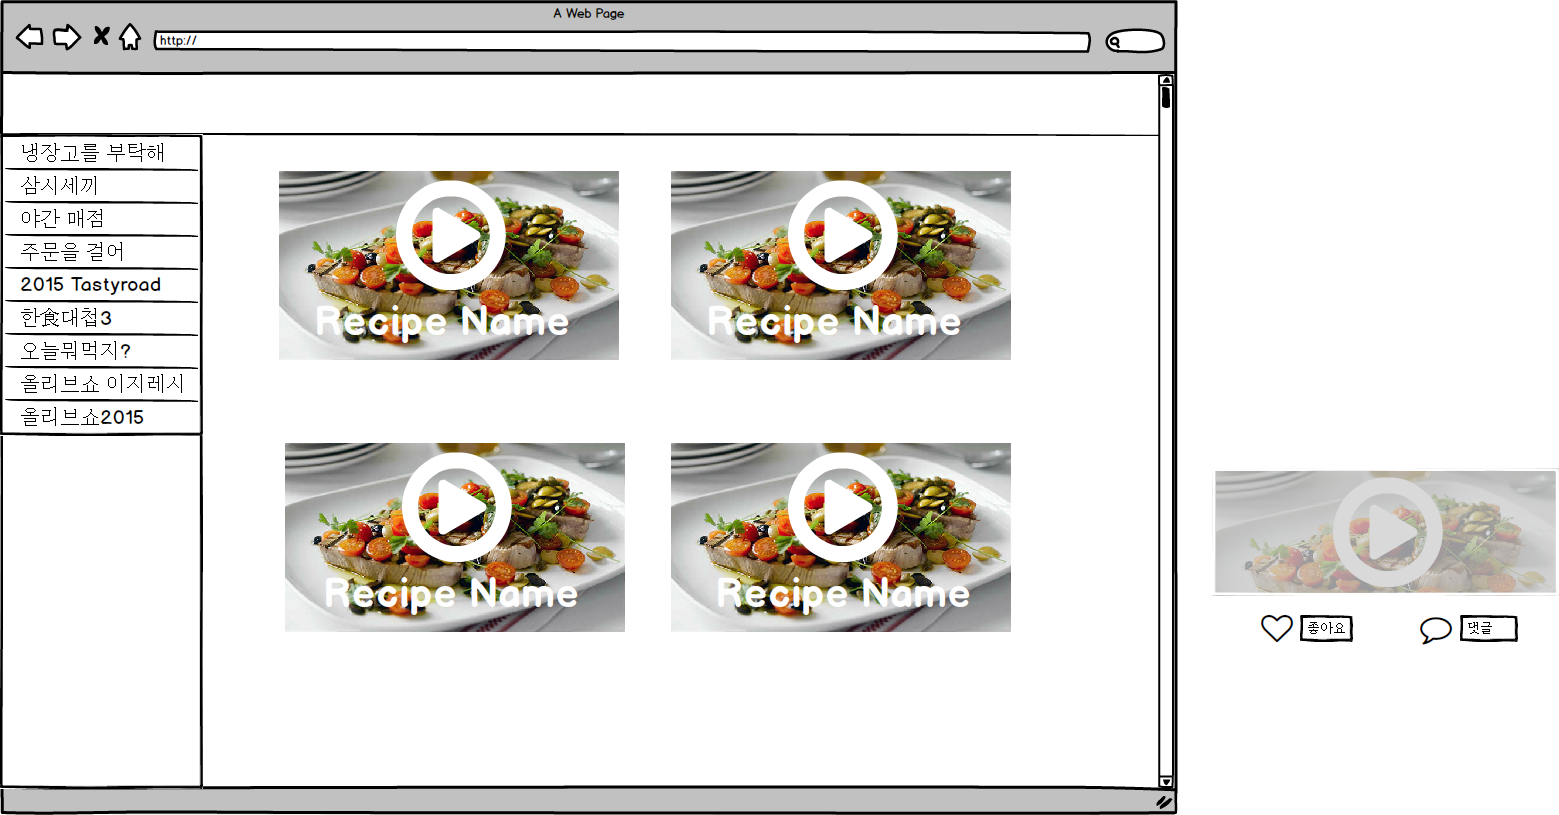 A Web Page
http://
냉장고를 부탁해
삼시세끼
야간 매점
주문을 걸어
2015 Tastyroad
한食대첩3
오늘뭐먹지?
올리브쇼 이지레시
올리브쇼2015
Recipe Name
Recipe Name
Recipe Name
Recipe Name
좋아요
댓글